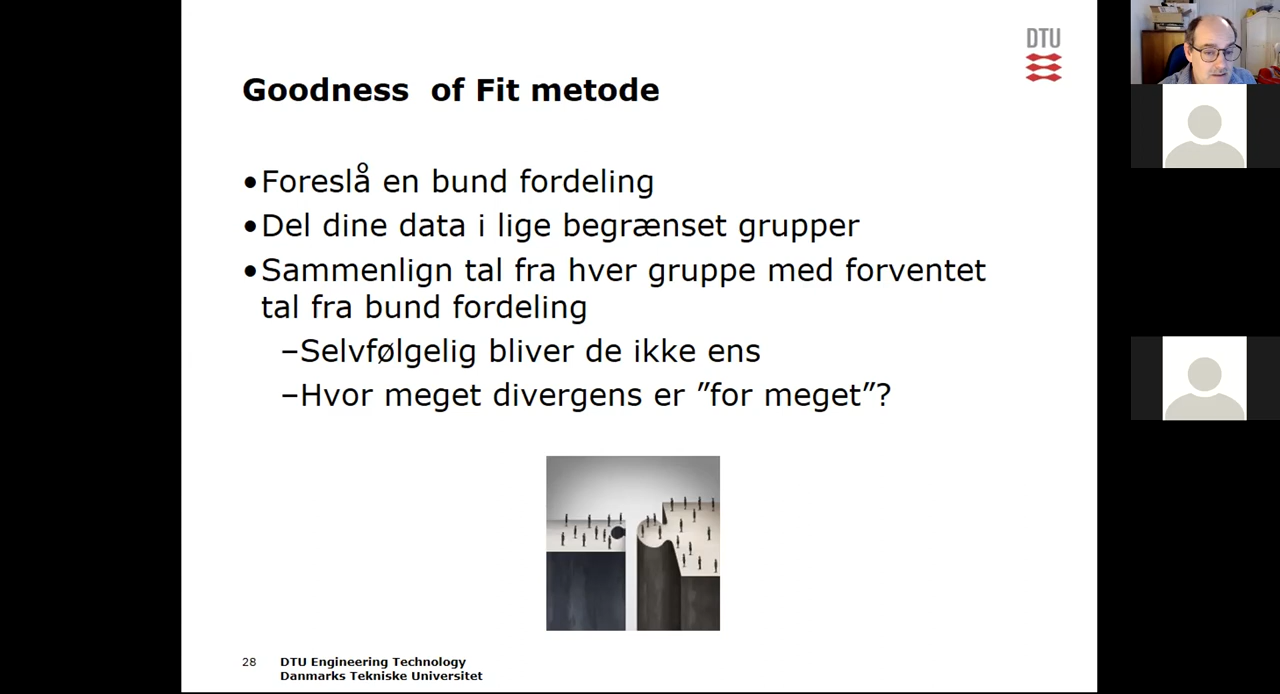 DTU
Goodness of Fit metode
•Foreslå en bund fordeling
•Del dine data i lige begrænset grupper
•Sammenlign tal fra hver gruppe med forventet
tal fra bund fordeling
–Selvfølgelig bliver de ikke ens
–Hvor meget divergens er ”for meget”?
28 DTU Engineering Technology
Danmarks Tekniske Universitet